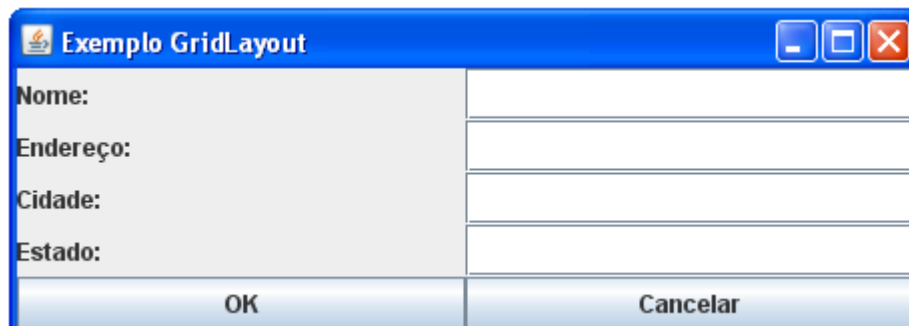 Exemplo GridLayout
Nome:
Endereço:
Cidade:
Estado:
OK Cancelar